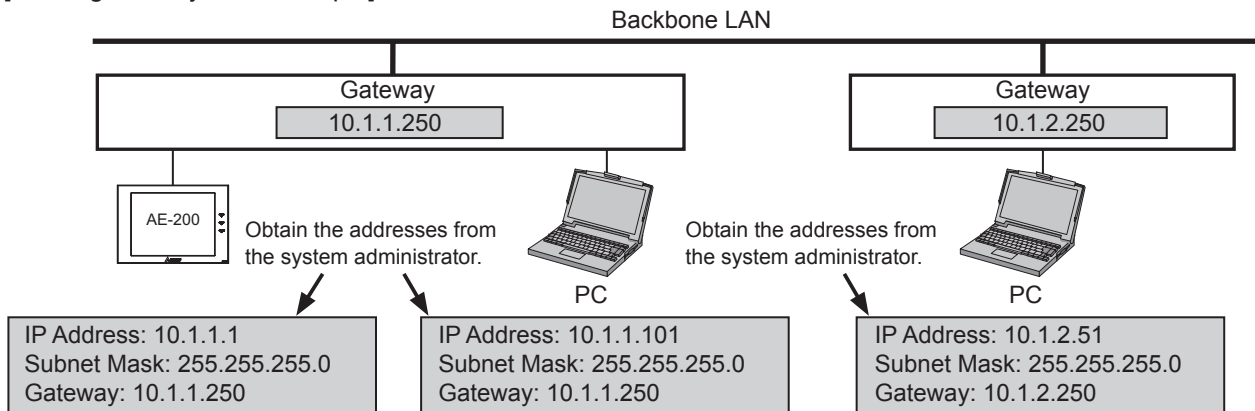 Backbone LAN
Gateway
10.1.1.250
Gateway
10.1.2.250
AE-200
Obtain the addresses from
the system administrator.
PC
Obtain the addresses from
the system administrator.
PC
IP Address: 10.1.1.1
Subnet Mask: 255.255.255.0
Gateway: 10.1.1.250
IP Address: 10.1.1.101
Subnet Mask: 255.255.255.0
Gateway: 10.1.1.250
IP Address: 10.1.2.51
Subnet Mask: 255.255.255.0
Gateway: 10.1.2.250